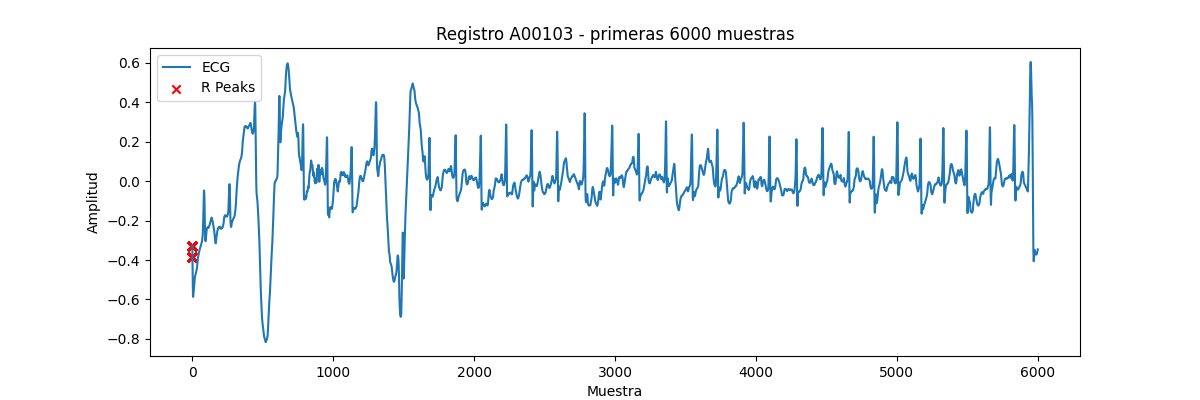 Registro A00103 - primeras 6000 muestras
ECG
R Peaks
Amplitud
0.6
0.4
0.2
0.0
−0.2
−0.4
−0.6
−0.8
0 1000 2000 3000 4000 5000 6000
Muestra